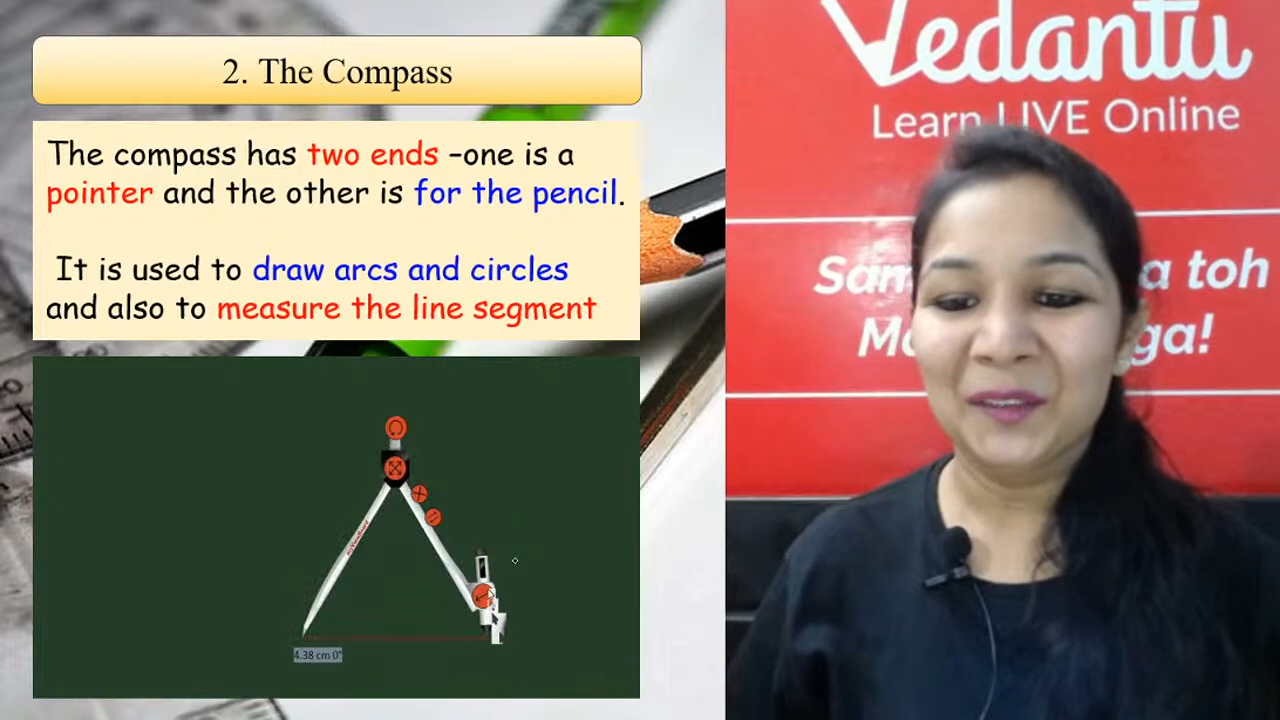 2. The Compass
The compass has two ends –one is a
pointer and the other is for the pencil.
It is used to draw arcs and circles
and also to measure the line segment
4.38 cm 0°
Vedantu
Learn LIVE Online
toh